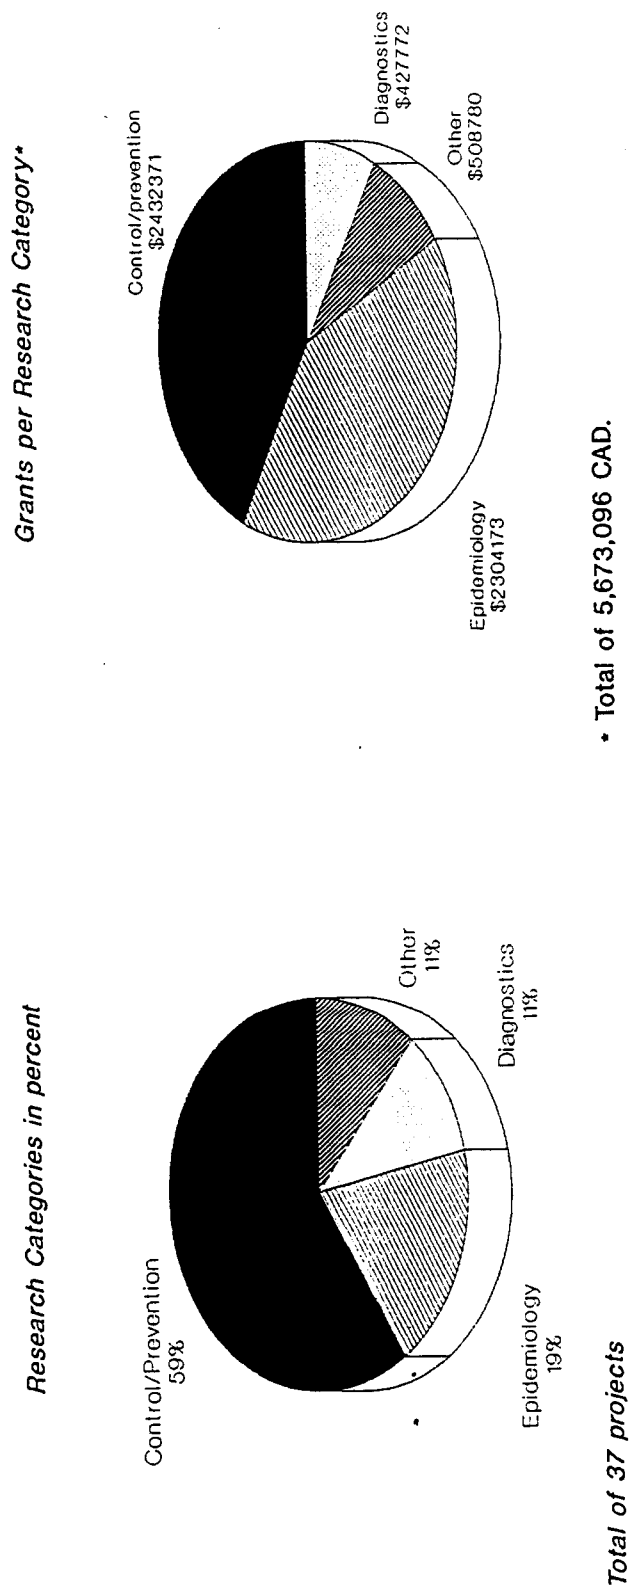 Research Categories in percent
Control/Prevention
59%
Other
11%
Diagnostics
11%
Epidemiology
19%
Total of 37 projects
Grants per Research Category*
Control/prevention
$2432371
Diagnostics
$427772
Other
$508780
Epidemiology
$2304173
* Total of 5,673,096 CAD.